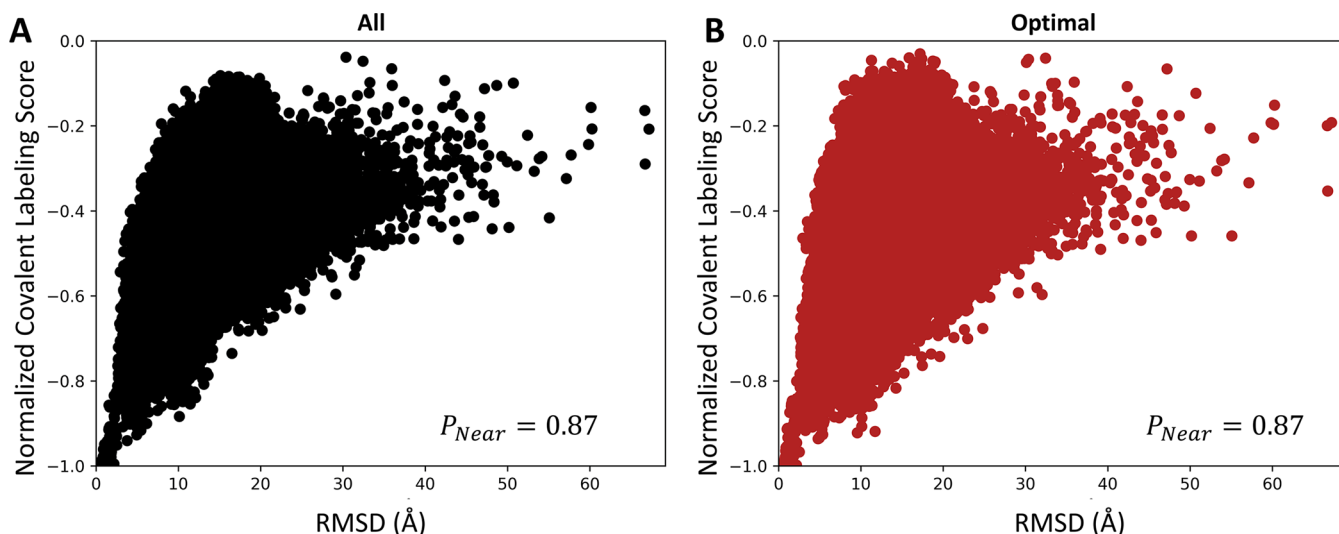 A
All
Normalized Covalent Labeling Score
0.0
−0.2
−0.4
−0.6
−0.8
−1.0
P_Near = 0.87
0 10 20 30 40 50 60
RMSD (Å)
B
Optimal
Normalized Covalent Labeling Score
0.0
−0.2
−0.4
−0.6
−0.8
−1.0
P_Near = 0.87
0 10 20 30 40 50 60
RMSD (Å)